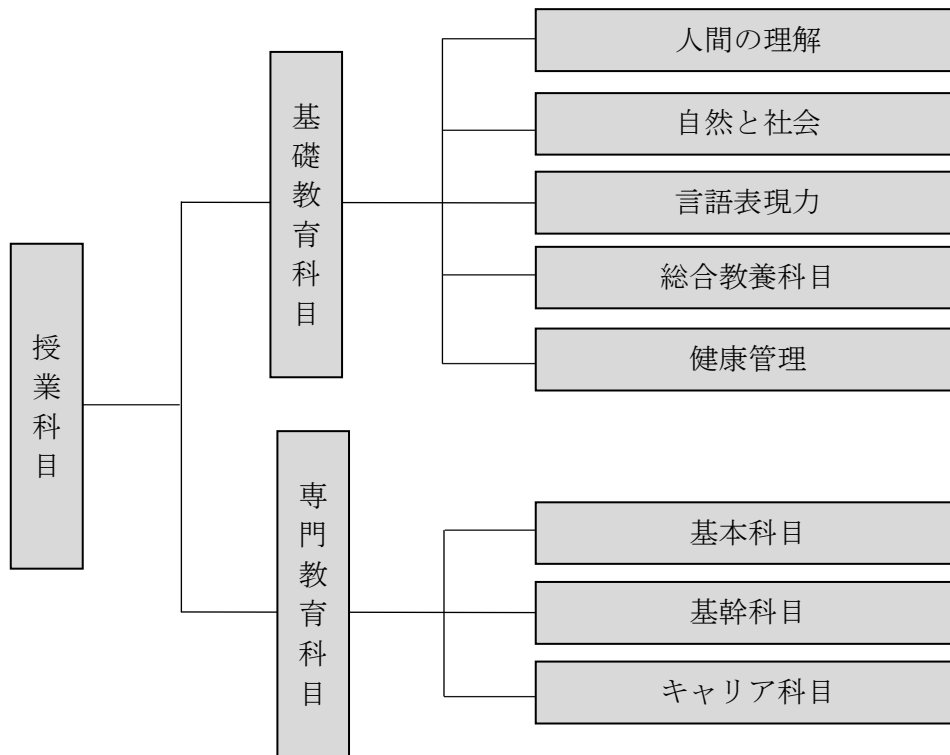 授業科目
基礎教育科目
人間の理解
自然と社会
言語表現力
総合教養科目
健康管理
専門教育科目
基本科目
基幹科目
キャリア科目